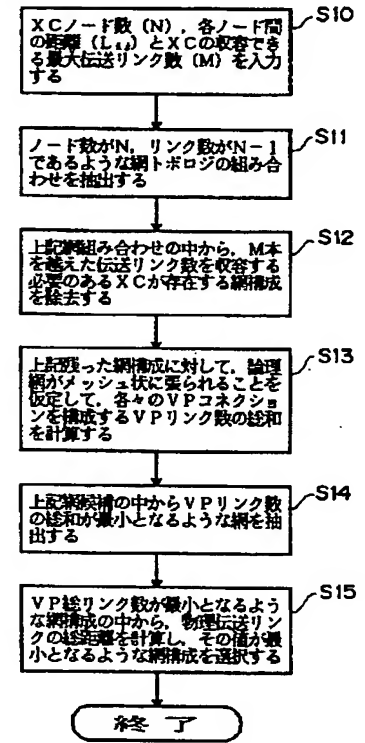 S10
XCノード数(N), 各ノード間
の距離(Lij)とXCの収容でき
る最大伝送リンク数(M)を入力
する
S11
ノード数がN, リンク数がN-1
であるような網トポロジの組み合
わせを抽出する
S12
上記網組み合わせの中から, M本
を越えた伝送リンク数を収容する
必要のあるXCが存在する網構成
を除去する
S13
上記残った網構成に対して, 論理
網がメッシュ状に張られることを
仮定して, 各々のVPコネクショ
ンを構成するVPリンク数の総和
を計算する
S14
上記網候補の中からVPリンク数
の総和が最小となるような網を抽
出する
S15
VP総リンク数が最小となるよう
な網構成の中から, 物理伝送リン
クの総距離を計算し, その値が最
小となるような網構成を選択する
終了